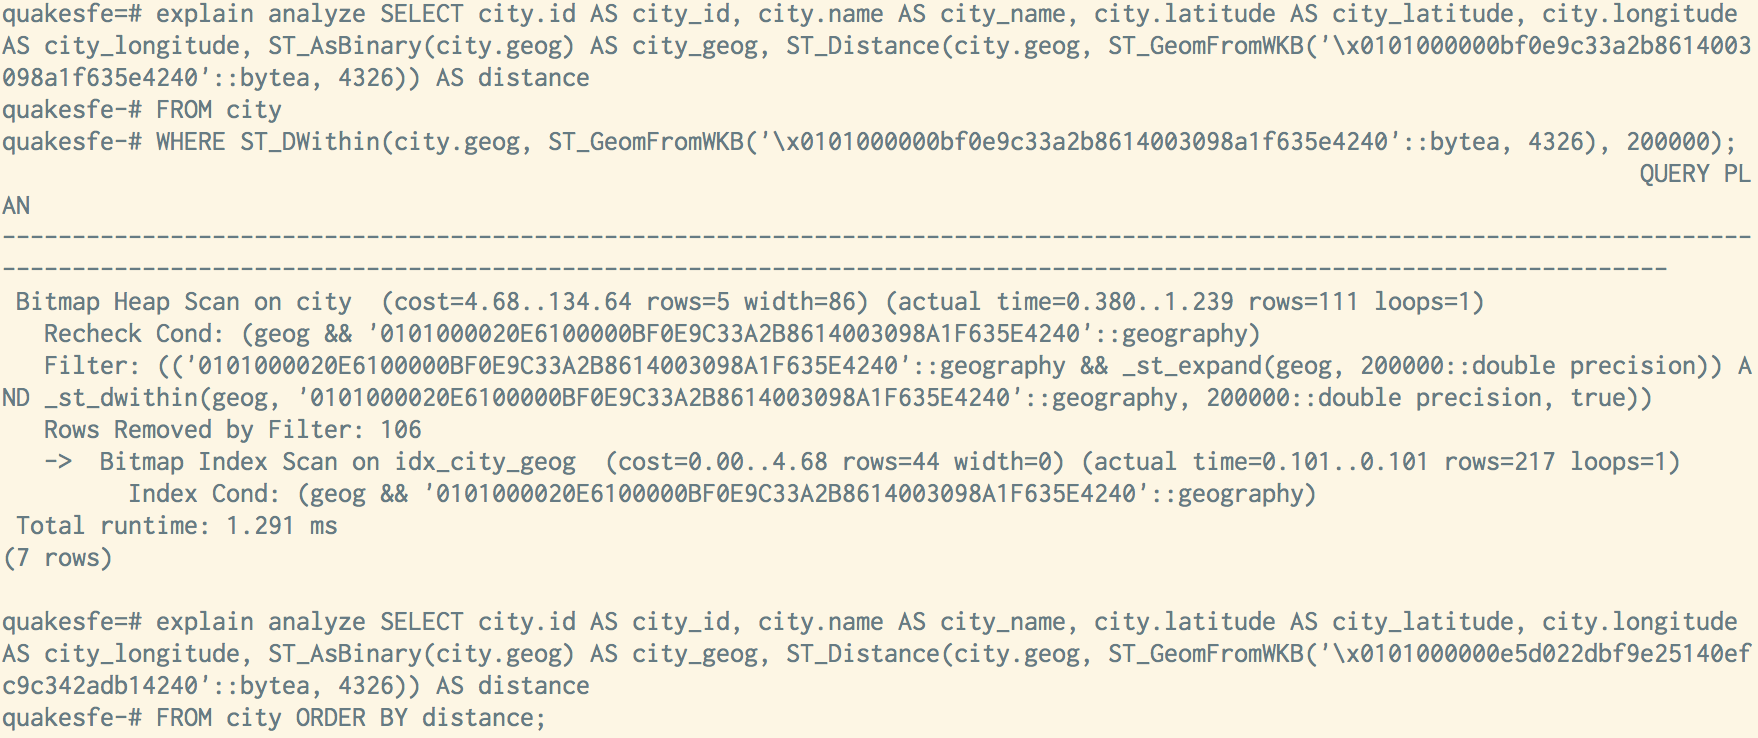 quakesfe=# explain analyze SELECT city.id AS city_id, city.name AS city_name, city.latitude AS city_latitude, city.longitude
AS city_longitude, ST_AsBinary(city.geog) AS city_geog, ST_Distance(city.geog, ST_GeomFromWKB('\x0101000000bf0e9c33a2b8614003
098a1f635e4240'::bytea, 4326)) AS distance
quakesfe-# FROM city
quakesfe-# WHERE ST_DWithin(city.geog, ST_GeomFromWKB('\x0101000000bf0e9c33a2b8614003098a1f635e4240'::bytea, 4326), 200000);
QUERY PL
AN
-----------------------------------------------------------------------------------------------------------------------------
-----------------------------------------------------------------------------------------------------------------------
Bitmap Heap Scan on city  (cost=4.68..134.64 rows=5 width=86) (actual time=0.380..1.239 rows=111 loops=1)
Recheck Cond: (geog && '0101000020E6100000BF0E9C33A2B8614003098A1F635E4240'::geography)
Filter: (('0101000020E6100000BF0E9C33A2B8614003098A1F635E4240'::geography && _st_expand(geog, 200000::double precision)) A
ND _st_dwithin(geog, '0101000020E6100000BF0E9C33A2B8614003098A1F635E4240'::geography, 200000::double precision, true))
Rows Removed by Filter: 106
->  Bitmap Index Scan on idx_city_geog  (cost=0.00..4.68 rows=44 width=0) (actual time=0.101..0.101 rows=217 loops=1)
Index Cond: (geog && '0101000020E6100000BF0E9C33A2B8614003098A1F635E4240'::geography)
Total runtime: 1.291 ms
(7 rows)
quakesfe=# explain analyze SELECT city.id AS city_id, city.name AS city_name, city.latitude AS city_latitude, city.longitude
AS city_longitude, ST_AsBinary(city.geog) AS city_geog, ST_Distance(city.geog, ST_GeomFromWKB('\x0101000000e5d022dbf9e25140ef
c9c342adb14240'::bytea, 4326)) AS distance
quakesfe-# FROM city ORDER BY distance;